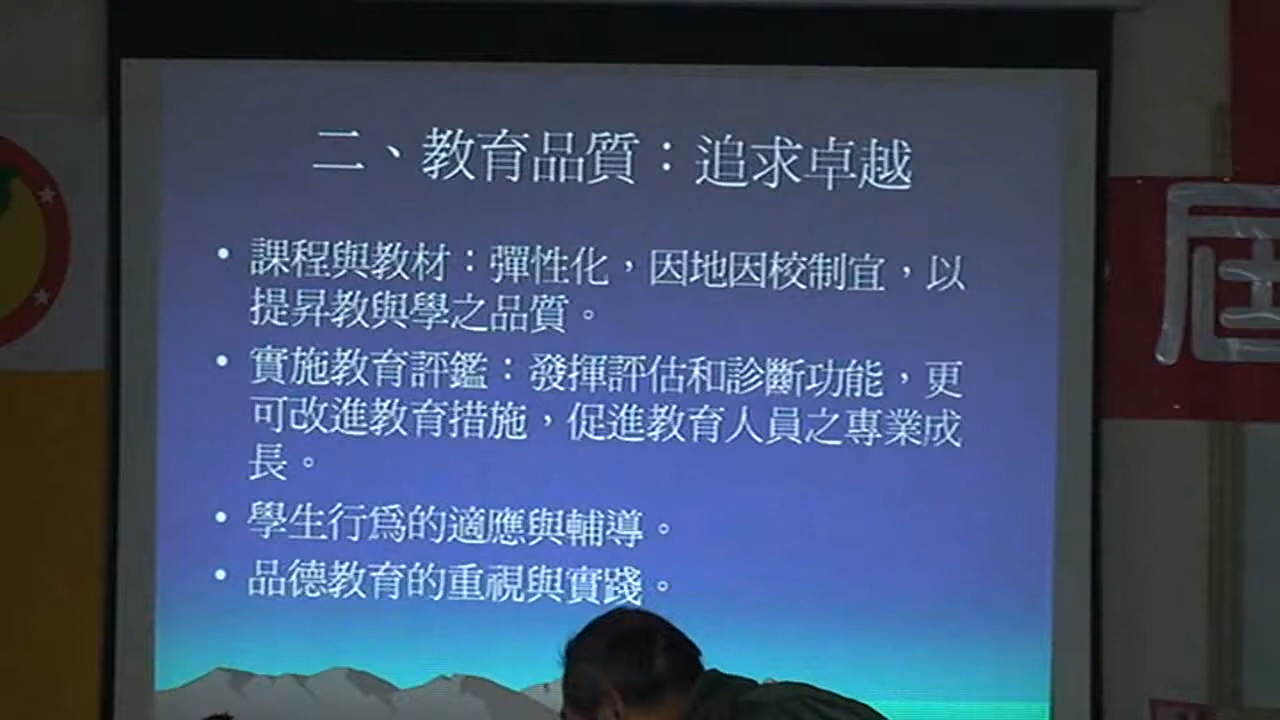 二、教育品質：追求卓越
• 課程與教材：彈性化，因地因校制宜，以
提昇教與學之品質。
• 實施教育評鑑：發揮評估和診斷功能，更
可改進教育措施，促進教育人員之專業成
長。
• 學生行為的適應與輔導。
• 品德教育的重視與實踐。
屆